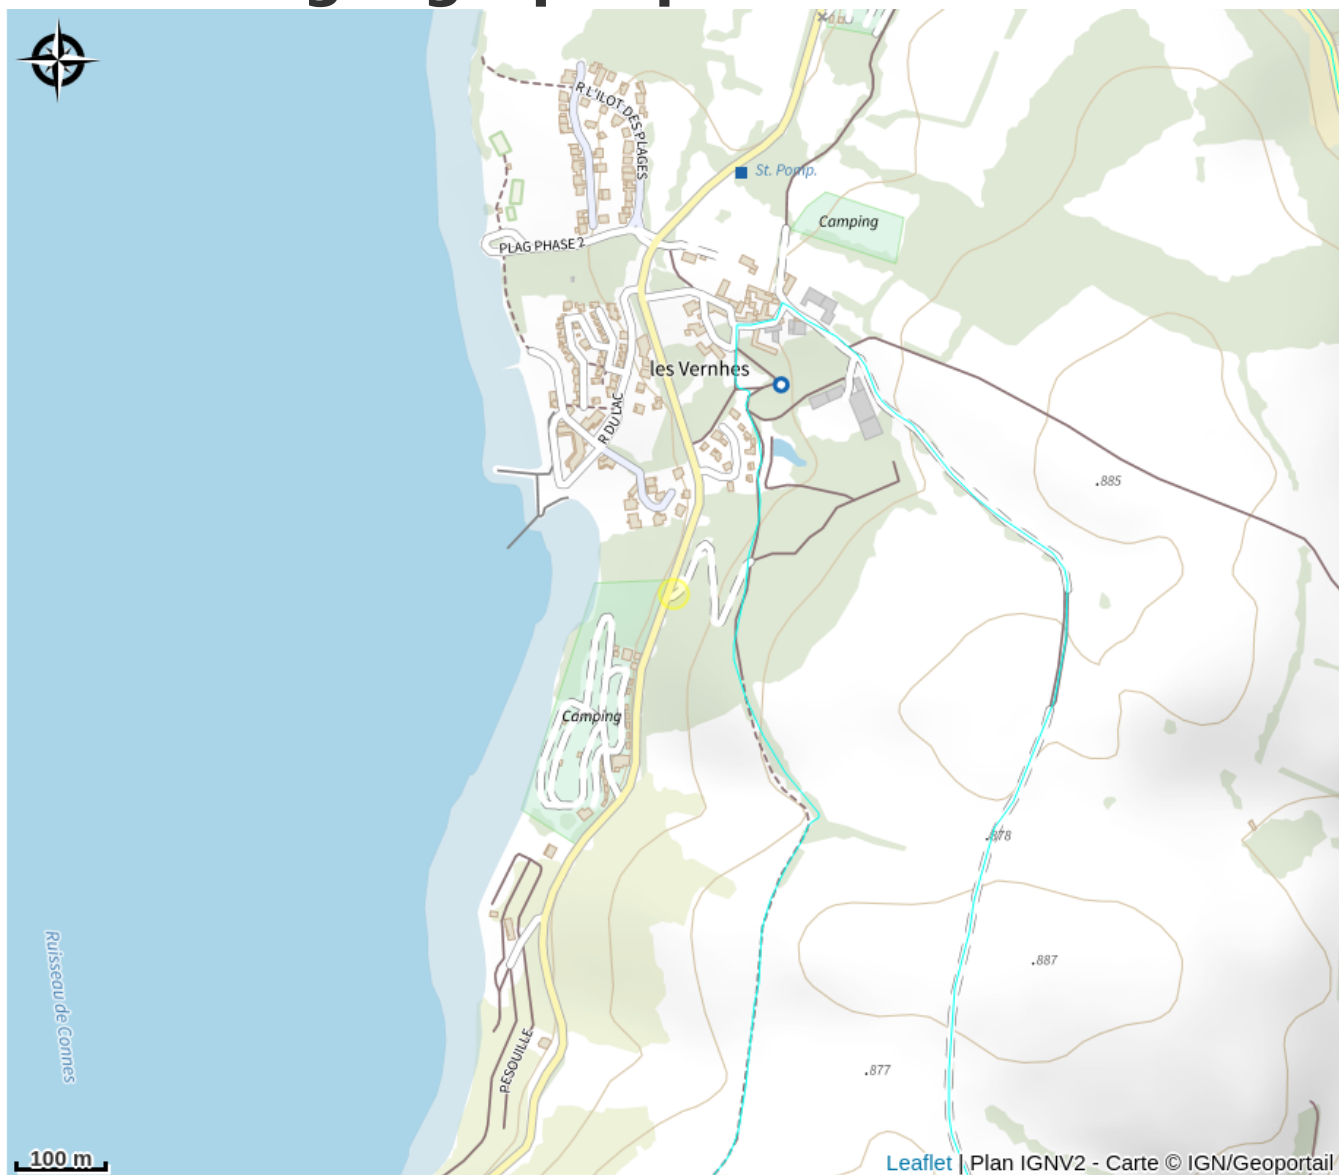 R L'ILOT DES PLAGES
St. Pomp.
Camping
PLAG PHASE 2
les Vernhes
R DU LAC
.885
Camping
.878
Ruisseau de Connes
.887
PESOUILLE
.877
100 m
Leaflet | Plan IGNV2 - Carte © IGN/Geoportail